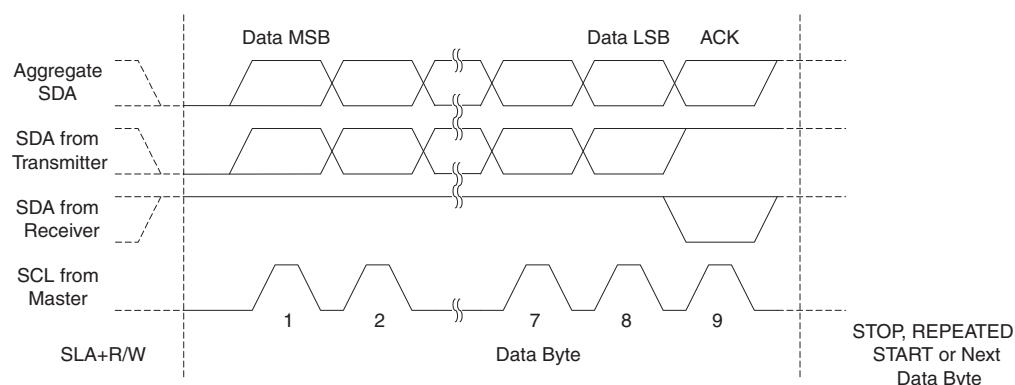 Data MSB
Data LSB
ACK
Aggregate
SDA
SDA from
Transmitter
SDA from
Receiver
SCL from
Master
1
2
7
8
9
SLA+R/W
Data Byte
STOP, REPEATED
START or Next
Data Byte